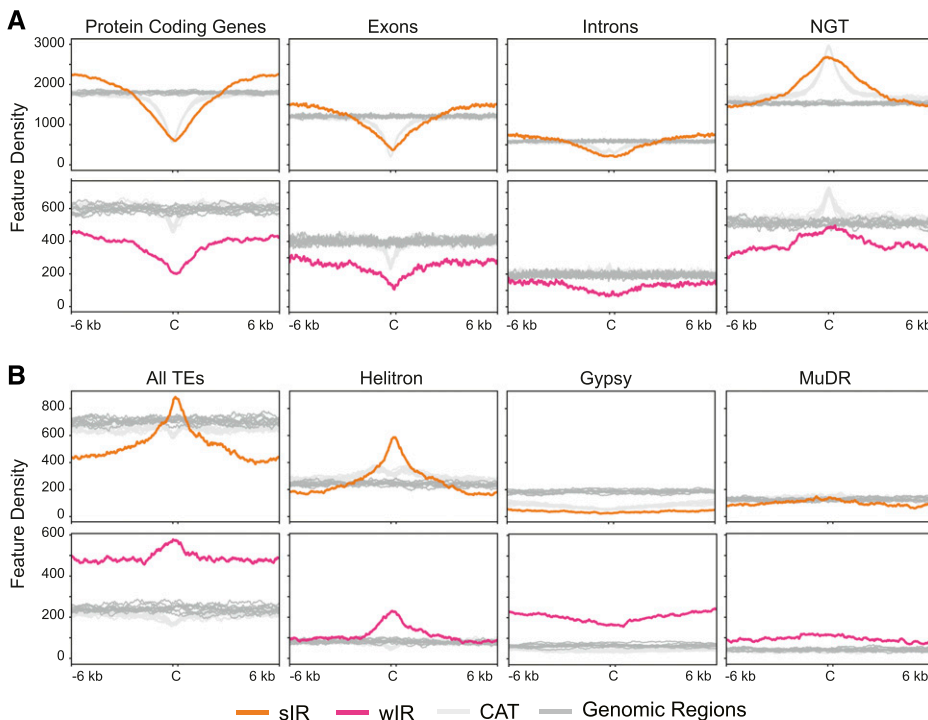 A
Protein Coding Genes Exons Introns NGT
3000
2000
1000
0
Feature Density
600
400
200
0
-6 kb C 6 kb -6 kb C 6 kb -6 kb C 6 kb -6 kb C 6 kb
B
All TEs Helitron Gypsy MuDR
800
600
400
200
0
Feature Density
600
400
200
0
-6 kb C 6 kb -6 kb C 6 kb -6 kb C 6 kb -6 kb C 6 kb
sIR wIR CAT Genomic Regions